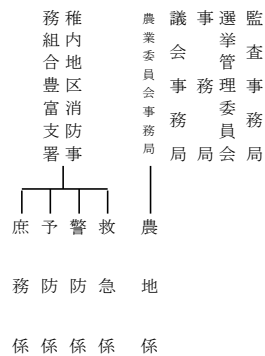 監査事務局
選挙管理委員会
事務局
議会事務局
農業委員会事務局
農地係
稚内地区消防事
務組合豊富支署
救急係
警防係
予防係
庶務係